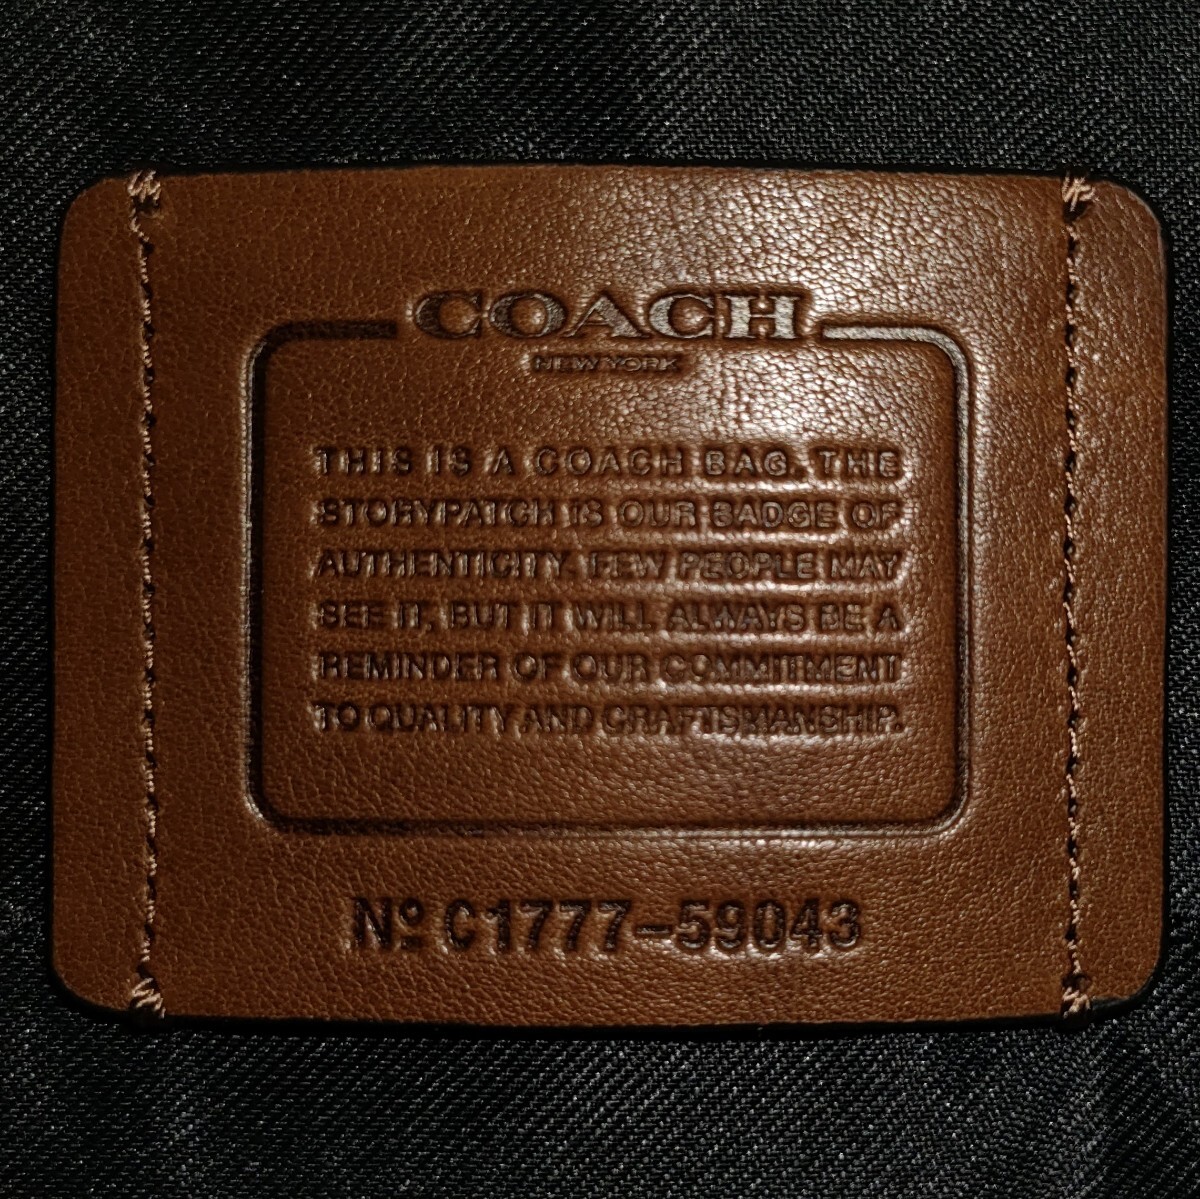 COACH
NEW YORK
THIS IS A COACH BAG. THE
STORYPATCH IS OUR BADGE OF
AUTHENTICITY. FEW PEOPLE MAY
SEE IT, BUT IT WILL ALWAYS BE A
REMINDER OF OUR COMMITMENT
TO QUALITY AND CRAFTSMANSHIP.
Nº C1777-59043